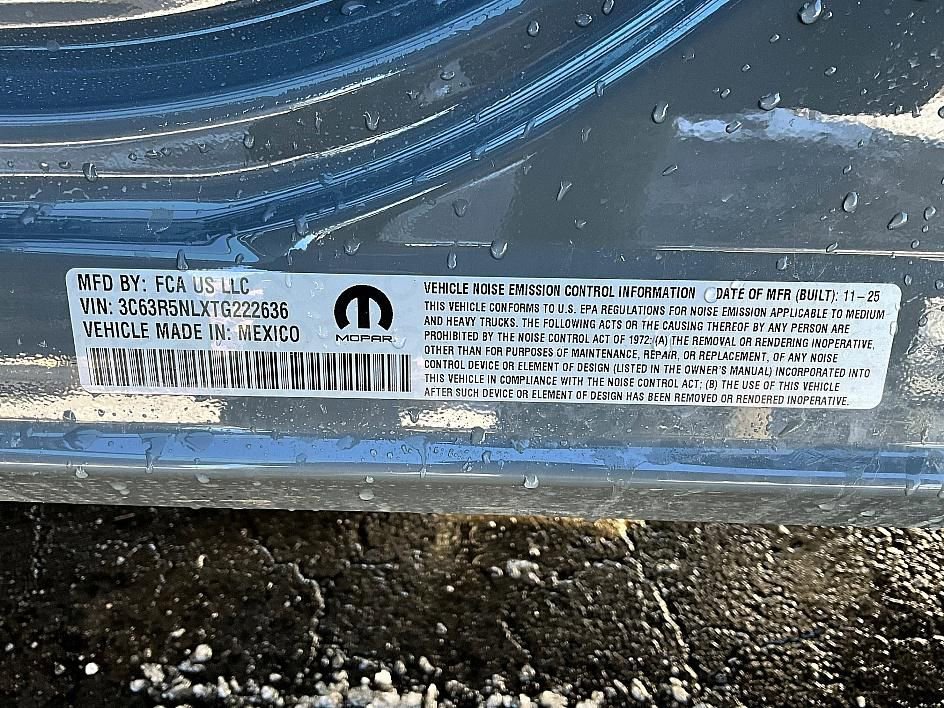 MFD BY: FCA US LLC
VIN: 3C63R5NLXTG222636
VEHICLE MADE IN: MEXICO
MOPAR
VEHICLE NOISE EMISSION CONTROL INFORMATION DATE OF MFR (BUILT): 11-25
THIS VEHICLE CONFORMS TO U.S. EPA REGULATIONS FOR NOISE EMISSION APPLICABLE TO MEDIUM
AND HEAVY TRUCKS. THE FOLLOWING ACTS OR THE CAUSING THEREOF BY ANY PERSON ARE
PROHIBITED BY THE NOISE CONTROL ACT OF 1972: (A) THE REMOVAL OR RENDERING INOPERATIVE,
OTHER THAN FOR PURPOSES OF MAINTENANCE, REPAIR, OR REPLACEMENT, OF ANY NOISE
CONTROL DEVICE OR ELEMENT OF DESIGN (LISTED IN THE OWNER'S MANUAL) INCORPORATED INTO
THIS VEHICLE IN COMPLIANCE WITH THE NOISE CONTROL ACT; (B) THE USE OF THIS VEHICLE
AFTER SUCH DEVICE OR ELEMENT OF DESIGN HAS BEEN REMOVED OR RENDERED INOPERATIVE.